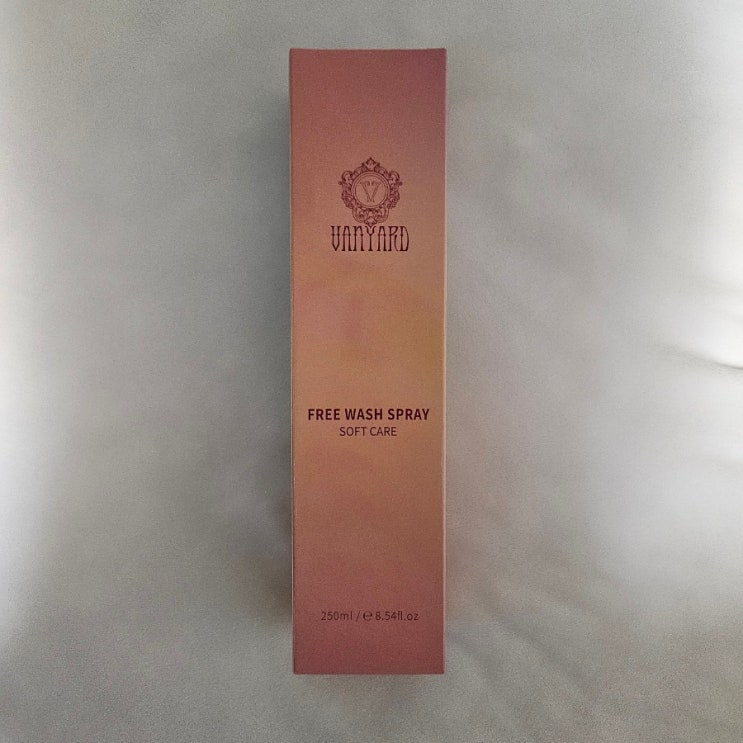 V
VANYARD
FREE WASH SPRAY
SOFT CARE
250ml / ℮ 8.54fl.oz